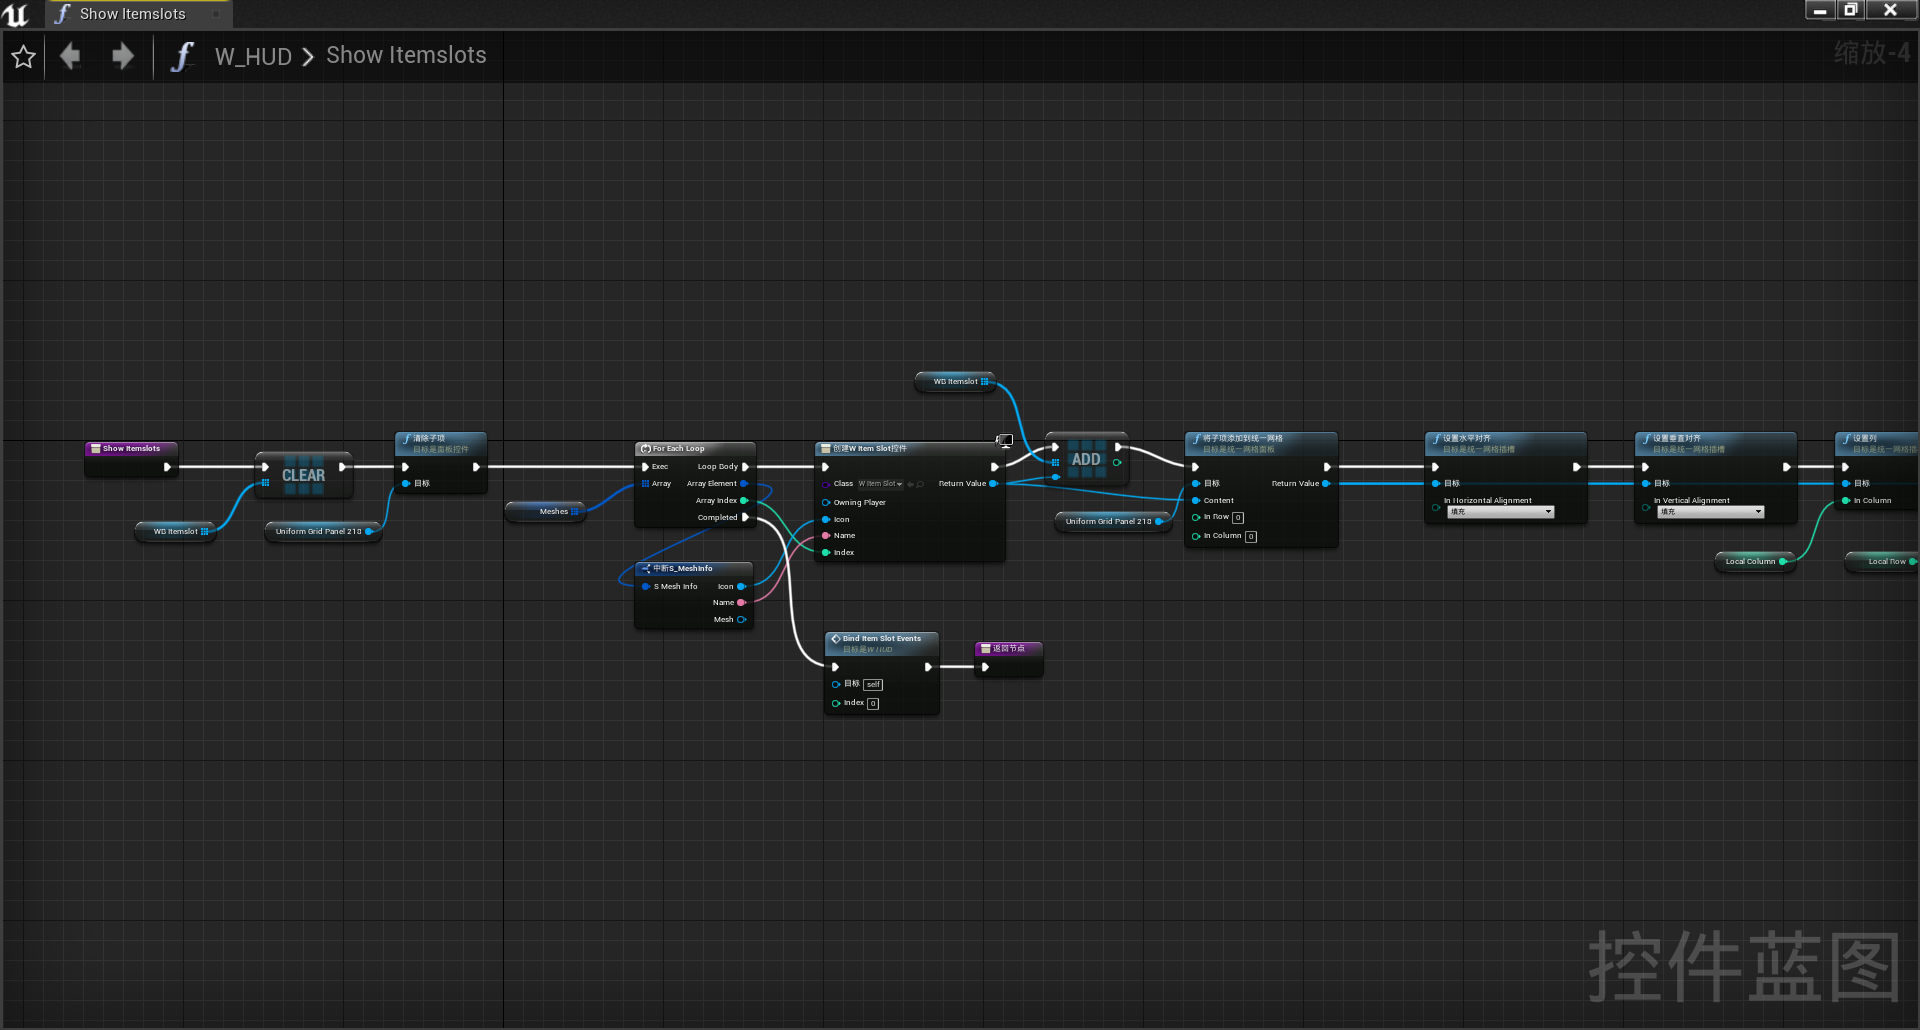 Show Itemslots
W_HUD > Show Itemslots
缩放-4
WB Itemslot
Show Itemslots
CLEAR
清除子项
目标是面板控件
目标
WB Itemslot
Uniform Grid Panel 218
Meshes
For Each Loop
Exec
Loop Body
Array
Array Element
Array Index
Completed
中断S_MeshInfo
S Mesh Info
Icon
Name
Mesh
创建W Item Slot控件
Class
W Item Slot
Return Value
Owning Player
Icon
Name
Index
ADD
Uniform Grid Panel 218
将子项添加到统一网格
目标是统一网格面板
目标
Return Value
Content
In Row 0
In Column 0
设置水平对齐
目标是统一网格插槽
目标
In Horizontal Alignment
填充
设置垂直对齐
目标是统一网格插槽
目标
In Vertical Alignment
填充
设置列
目标是统一网格插
目标
In Column
Local Column
Local Row
Bind Item Slot Events
目标是W HUD
目标 self
Index 0
返回节点
控件蓝图